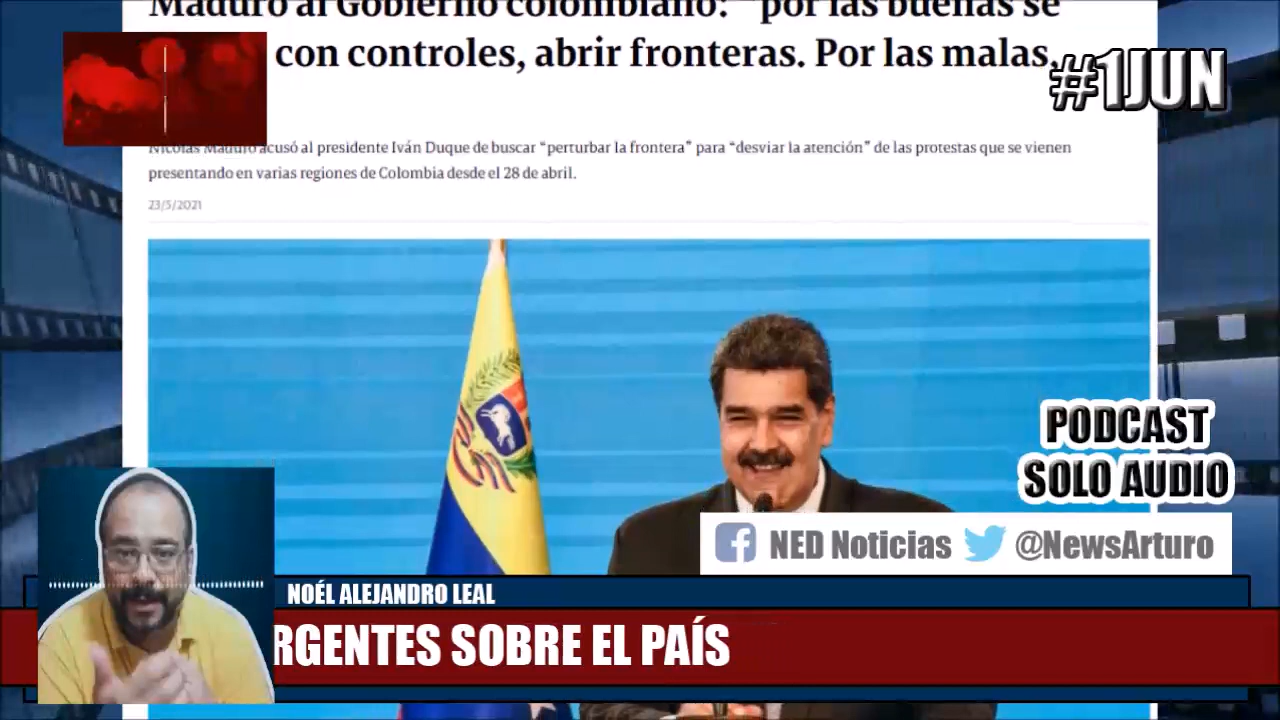 Maduro al Gobierno colombiano: "por las buenas se
con controles, abrir fronteras. Por las malas,
#1JUN
Nicolás Maduro acusó al presidente Iván Duque de buscar “perturbar la frontera” para “desviar la atención” de las protestas que se vienen
presentando en varias regiones de Colombia desde el 28 de abril.
23/5/2021
PODCAST
SOLO AUDIO
NED Noticias @NewsArturo
NOÉL ALEJANDRO LEAL
RGENTES SOBRE EL PAÍS